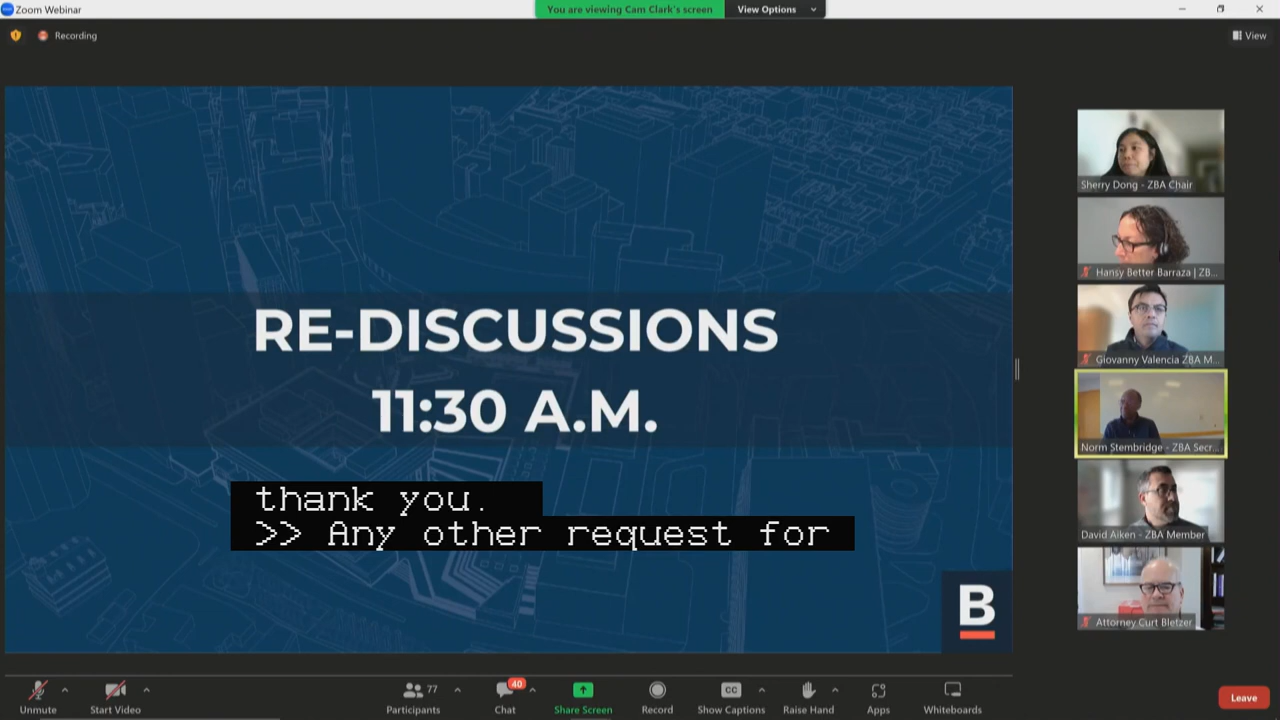 Zoom Webinar
You are viewing Cam Clark's screen
View Options
Recording
View
RE-DISCUSSIONS
11:30 A.M.
thank you.
>> Any other request for
B
Sherry Dong - ZBA Chair
Hansy Better Barraza | ZB...
Giovanny Valencia ZBA M...
Norm Stembridge - ZBA Secr...
David Aiken - ZBA Member
Attorney Curt Bletzer
Unmute
Start Video
77
Participants
40
Chat
Share Screen
Record
CC
Show Captions
Raise Hand
Apps
Whiteboards
Leave